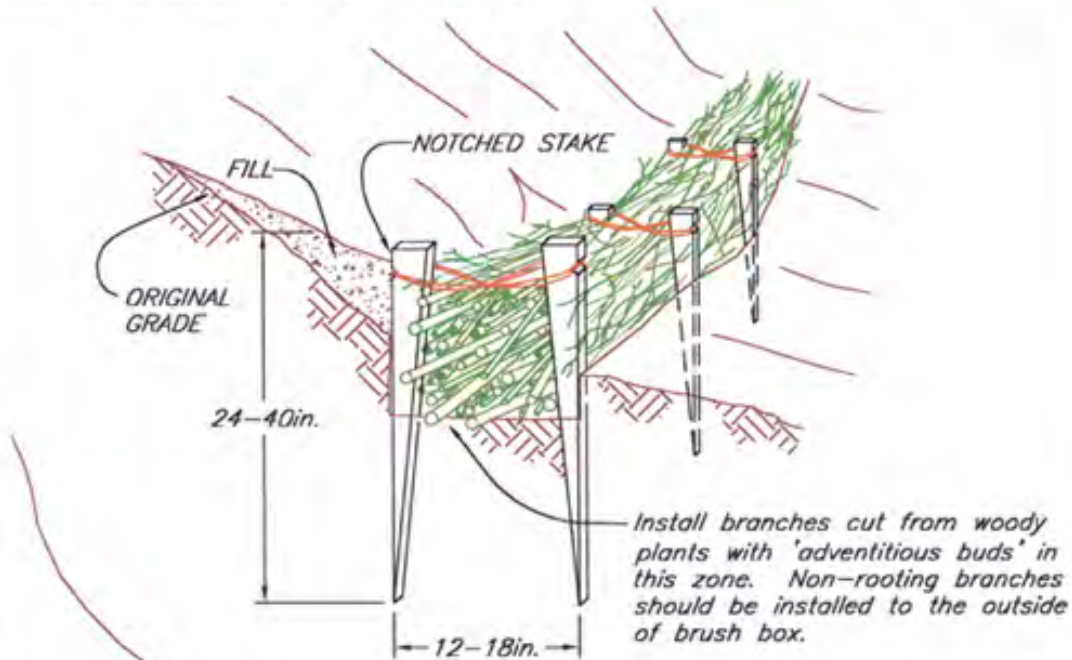 NOTCHED STAKE
FILL
ORIGINAL
GRADE
24-40in.
Install branches cut from woody
plants with 'adventitious buds' in
this zone. Non-rooting branches
should be installed to the outside
of brush box.
12-18in.